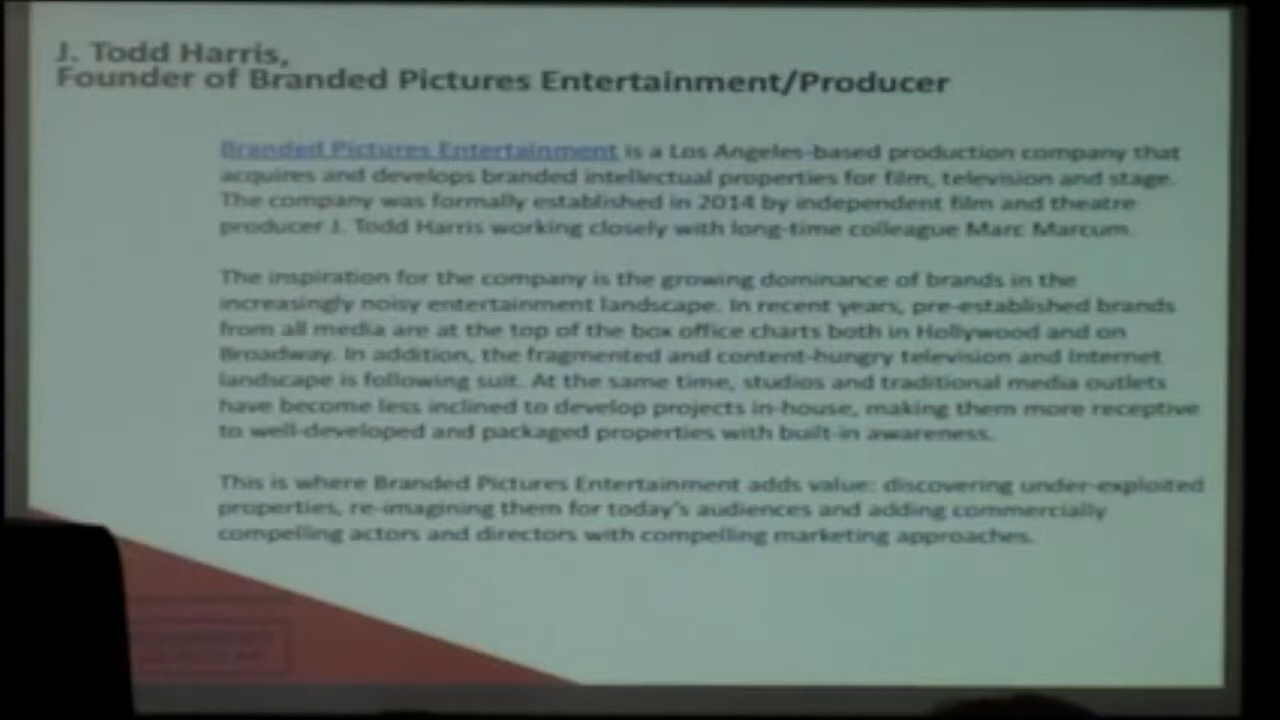 J. Todd Harris,
Founder of Branded Pictures Entertainment/Producer
Branded Pictures Entertainment is a Los Angeles-based production company that
acquires and develops branded intellectual properties for film, television and stage.
The company was formally established in 2014 by independent film and theatre
producer J. Todd Harris working closely with long-time colleague Marc Marcum.
The inspiration for the company is the growing dominance of brands in the
increasingly noisy entertainment landscape. In recent years, pre-established brands
from all media are at the top of the box office charts both in Hollywood and on
Broadway. In addition, the fragmented and content-hungry television and Internet
landscape is following suit. At the same time, studios and traditional media outlets
have become less inclined to develop projects in-house, making them more receptive
to well-developed and packaged properties with built-in awareness.
This is where Branded Pictures Entertainment adds value: discovering under-exploited
properties, re-imagining them for today's audiences and adding commercially
compelling actors and directors with compelling marketing approaches.